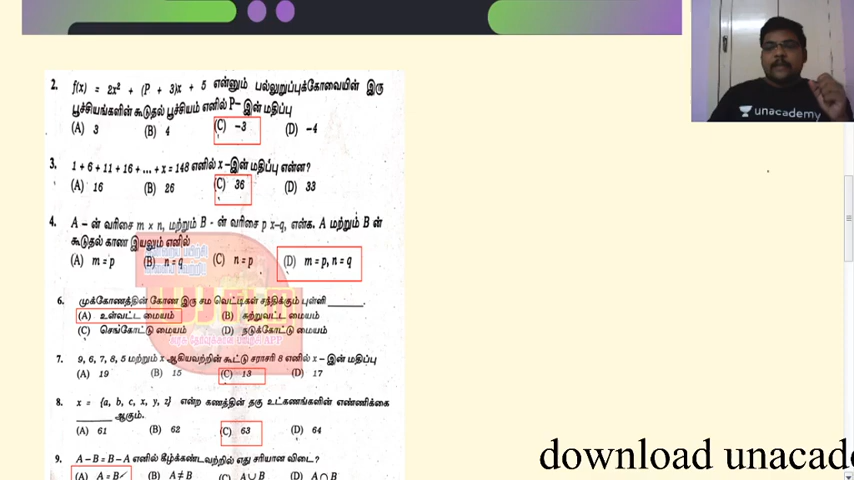 unacademy
2. f(x) = 2x² + (P + 3)x + 5 என்னும் பல்லுறுப்புக்கோவையின் இரு
பூச்சியங்களின் கூடுதல் பூச்சியம் எனில் P– இன் மதிப்பு
(A) 3 (B) 4 (C) –3 (D) –4
3. 1 + 6 + 11 + 16 + ... + x = 148 எனில் x –இன் மதிப்பு என்ன?
(A) 16 (B) 26 (C) 36 (D) 33
4. A – ன் வரிசை m x n, மற்றும் B - ன் வரிசை p x–q, என்க. A மற்றும் B ன்
கூடுதல் காண இயலும் எனில்
(A) m = p (B) n = q (C) n = p (D) m = p, n = q
6. முக்கோணத்தின் கோண இரு சம வெட்டிகள் சந்திக்கும் புள்ளி ________.
(A) உள்வட்ட மையம் (B) சுற்றுவட்ட மையம்
(C) செங்கோட்டு மையம் (D) நடுக்கோட்டு மையம்
7. 9, 6, 7, 8, 5 மற்றும் x ஆகியவற்றின் கூட்டு சராசரி 8 எனில் x – இன் மதிப்பு
(A) 19 (B) 15 (C) 13 (D) 17
8. x = {a, b, c, x, y, z} என்ற கணத்தின் தகு உட்கணங்களின் எண்ணிக்கை
________ ஆகும்.
(A) 61 (B) 62 (C) 63 (D) 64
9. A – B = B – A எனில் கீழ்க்கண்டவற்றில் எது சரியான விடை?
(A) A = B (B) A ≠ B (C) A ∪ B (D) A ∩ B
download unacade